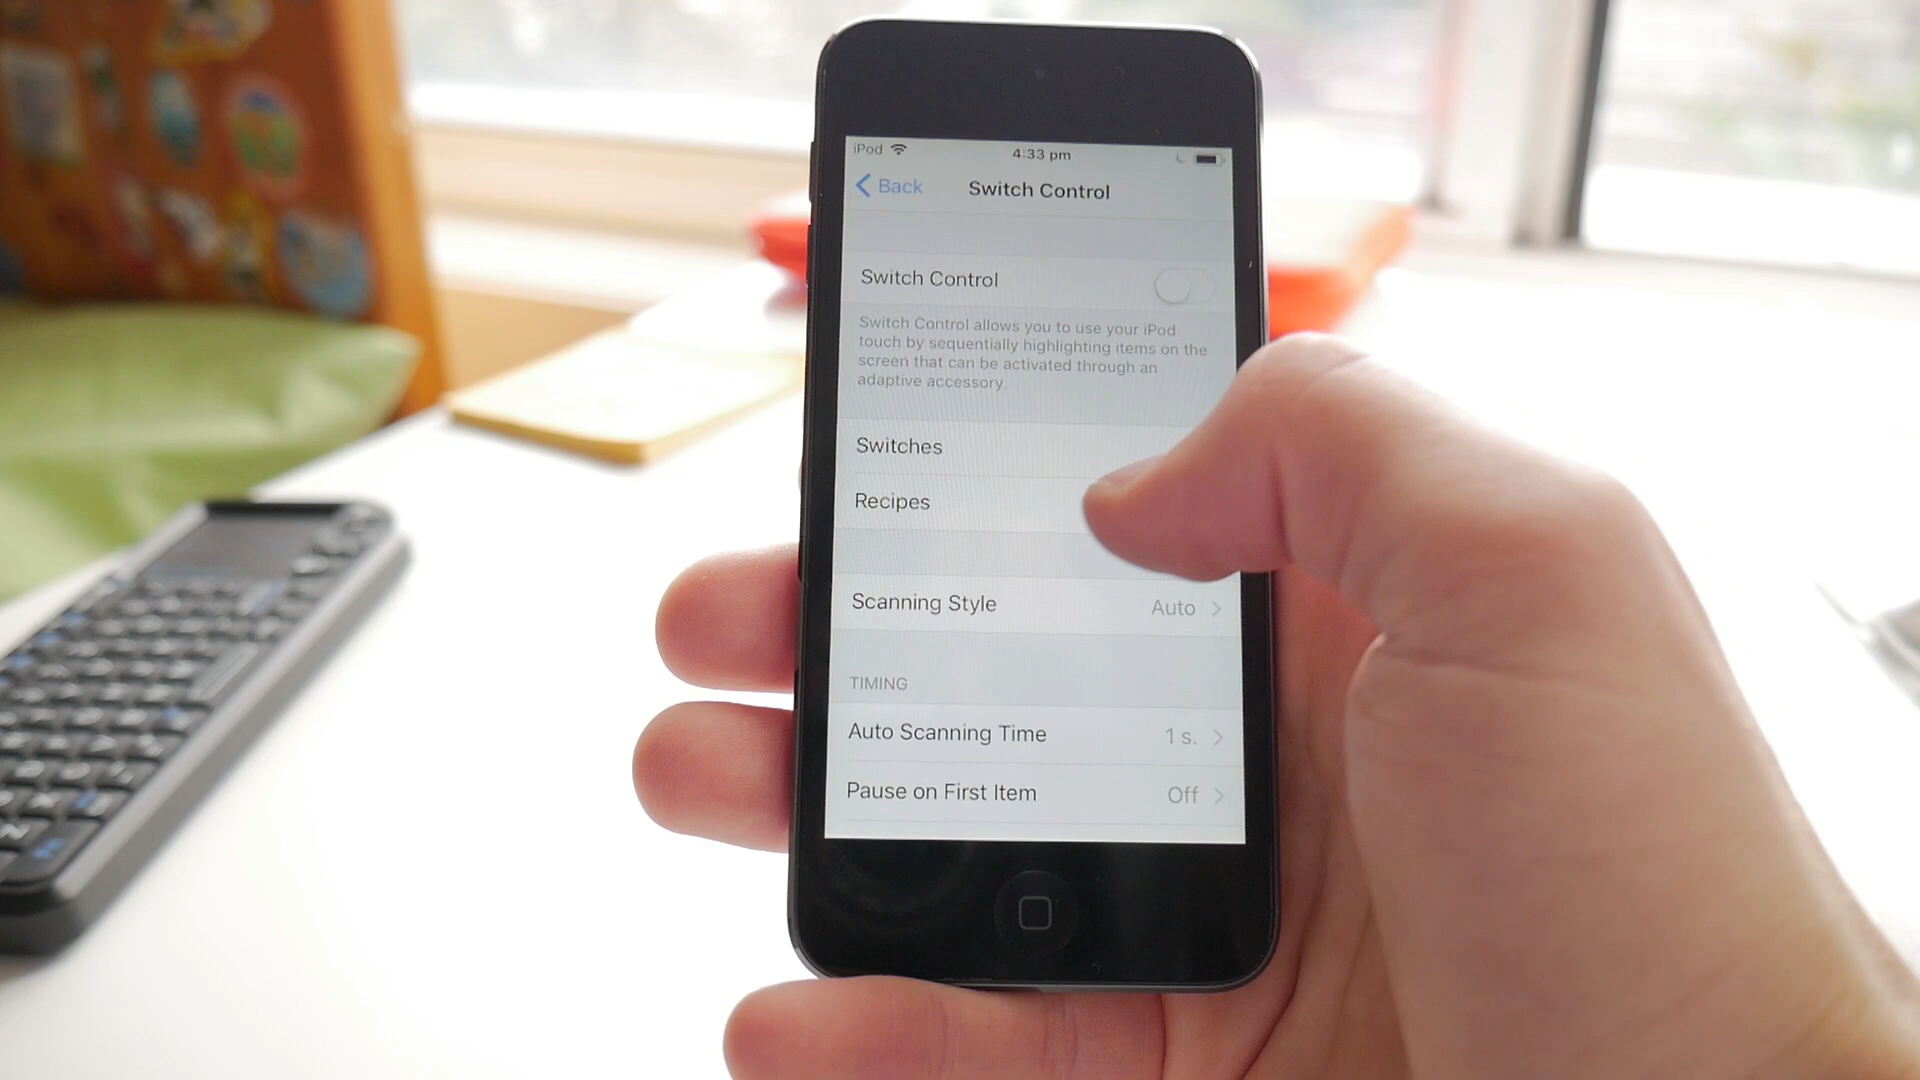 iPod
4:33 pm
Back
Switch Control
Switch Control
Switch Control allows you to use your iPod
touch by sequentially highlighting items on the
screen that can be activated through an
adaptive accessory.
Switches
Recipes
Scanning Style
Auto
TIMING
Auto Scanning Time
1 s.
Pause on First Item
Off